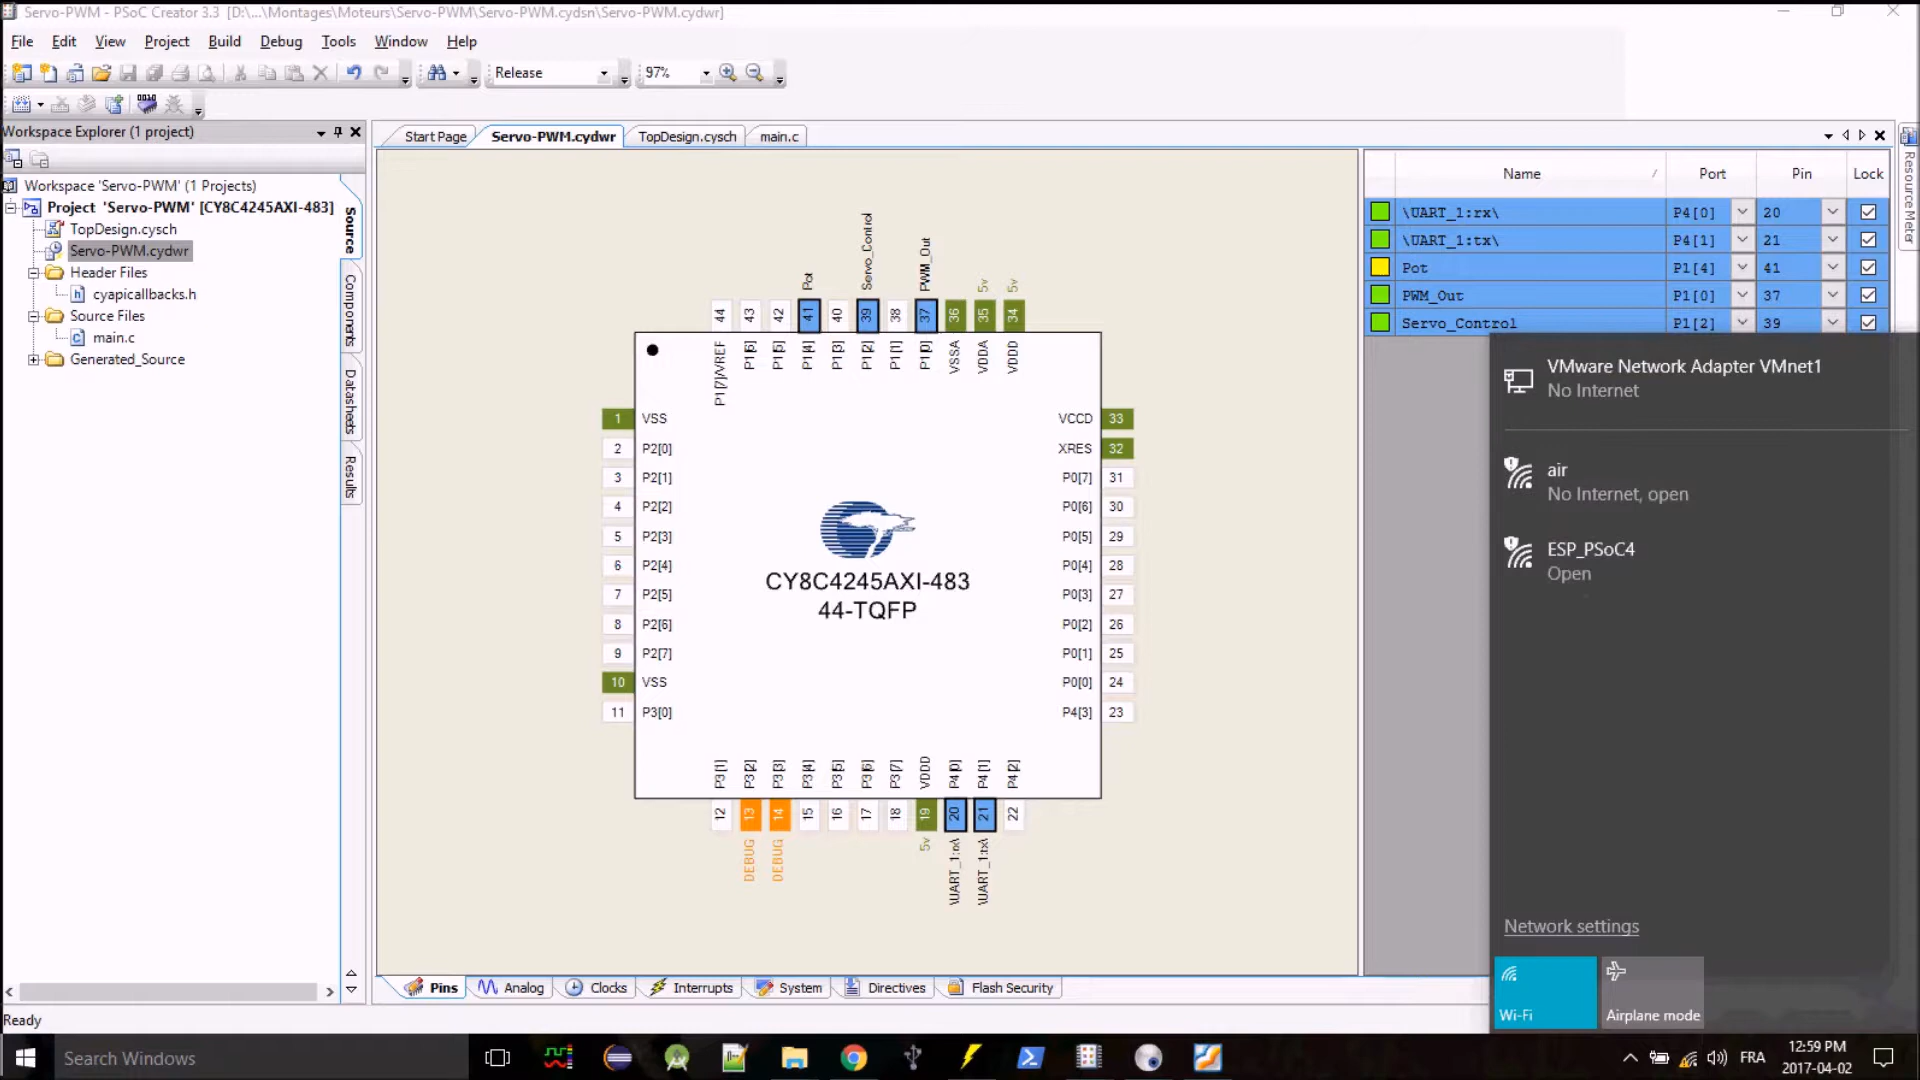 Servo-PWM - PSoC Creator 3.3 [D:\...\Montages\Moteurs\Servo-PWM\Servo-PWM.cydsn\Servo-PWM.cydwr]
File Edit View Project Build Debug Tools Window Help
Release 97%
Workspace Explorer (1 project)
Start Page Servo-PWM.cydwr TopDesign.cysch main.c
Workspace 'Servo-PWM' (1 Projects)
Project 'Servo-PWM' [CY8C4245AXI-483]
TopDesign.cysch
Servo-PWM.cydwr
Header Files
cyapicallbacks.h
Source Files
main.c
Generated_Source
Source
Components
Datasheets
Results
Pot Servo_Control PWM_Out 5v 5v
44 43 42 41 40 39 38 37 36 35 34
P1[7]/VREF P1[6] P1[5] P1[4] P1[3] P1[2] P1[1] P1[0] VSSA VDDA VDDD
1 VSS VCCD 33
2 P2[0] XRES 32
3 P2[1] P0[7] 31
4 P2[2] P0[6] 30
5 P2[3] P0[5] 29
6 P2[4] P0[4] 28
7 P2[5] P0[3] 27
8 P2[6] P0[2] 26
9 P2[7] P0[1] 25
10 VSS P0[0] 24
11 P3[0] P4[3] 23
CY8C4245AXI-483
44-TQFP
P3[1] P3[2] P3[3] P3[4] P3[5] P3[6] P3[7] VDDD P4[0] P4[1] P4[2]
12 13 14 15 16 17 18 19 20 21 22
DEBUG DEBUG 5v \UART_1:rx\ \UART_1:tx\
Name / Port Pin Lock
\UART_1:rx\ P4[0] 20
\UART_1:tx\ P4[1] 21
Pot P1[4] 41
PWM_Out P1[0] 37
Servo_Control P1[2] 39
Resource Meter
VMware Network Adapter VMnet1
No Internet
air
No Internet, open
ESP_PSoC4
Open
Network settings
Wi-Fi
Airplane mode
Pins Analog Clocks Interrupts System Directives Flash Security
Ready
Search Windows
FRA
12:59 PM
2017-04-02